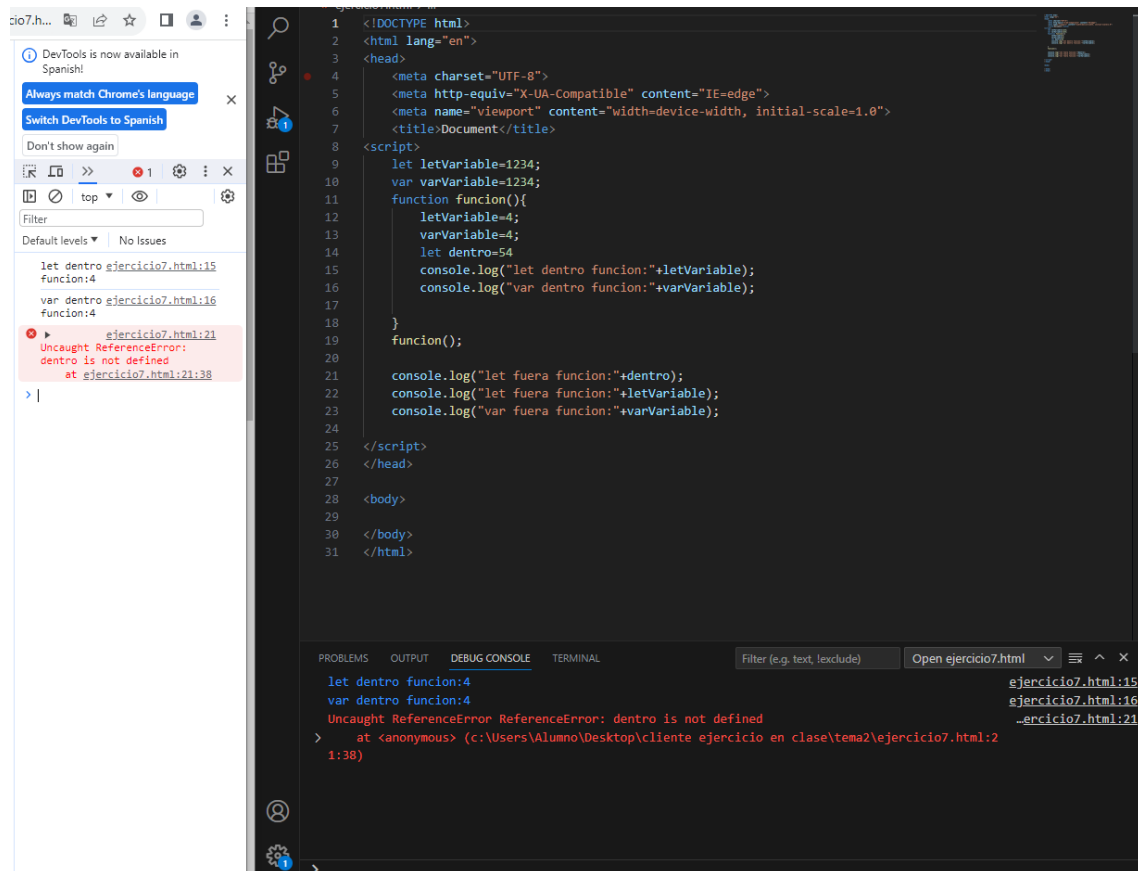 cio7.h...
DevTools is now available in
Spanish!
Always match Chrome's language
Switch DevTools to Spanish
Don't show again
1
top
Filter
Default levels
No Issues
let dentro ejercicio7.html:15
funcion:4
var dentro ejercicio7.html:16
funcion:4
ejercicio7.html:21
Uncaught ReferenceError:
dentro is not defined
at ejercicio7.html:21:38
>
1
1
1 <!DOCTYPE html>
2 <html lang="en">
3 <head>
4 <meta charset="UTF-8">
5 <meta http-equiv="X-UA-Compatible" content="IE=edge">
6 <meta name="viewport" content="width=device-width, initial-scale=1.0">
7 <title>Document</title>
8 <script>
9 let letVariable=1234;
10 var varVariable=1234;
11 function funcion(){
12 letVariable=4;
13 varVariable=4;
14 let dentro=54
15 console.log("let dentro funcion:"+letVariable);
16 console.log("var dentro funcion:"+varVariable);
17
18 }
19 funcion();
20
21 console.log("let fuera funcion:"+dentro);
22 console.log("let fuera funcion:"+letVariable);
23 console.log("var fuera funcion:"+varVariable);
24
25 </script>
26 </head>
27
28 <body>
29
30 </body>
31 </html>
PROBLEMS OUTPUT DEBUG CONSOLE TERMINAL Filter (e.g. text, !exclude) Open ejercicio7.html
let dentro funcion:4 ejercicio7.html:15
var dentro funcion:4 ejercicio7.html:16
Uncaught ReferenceError ReferenceError: dentro is not defined …ercicio7.html:21
at <anonymous> (c:\Users\Alumno\Desktop\cliente ejercicio en clase\tema2\ejercicio7.html:2
1:38)